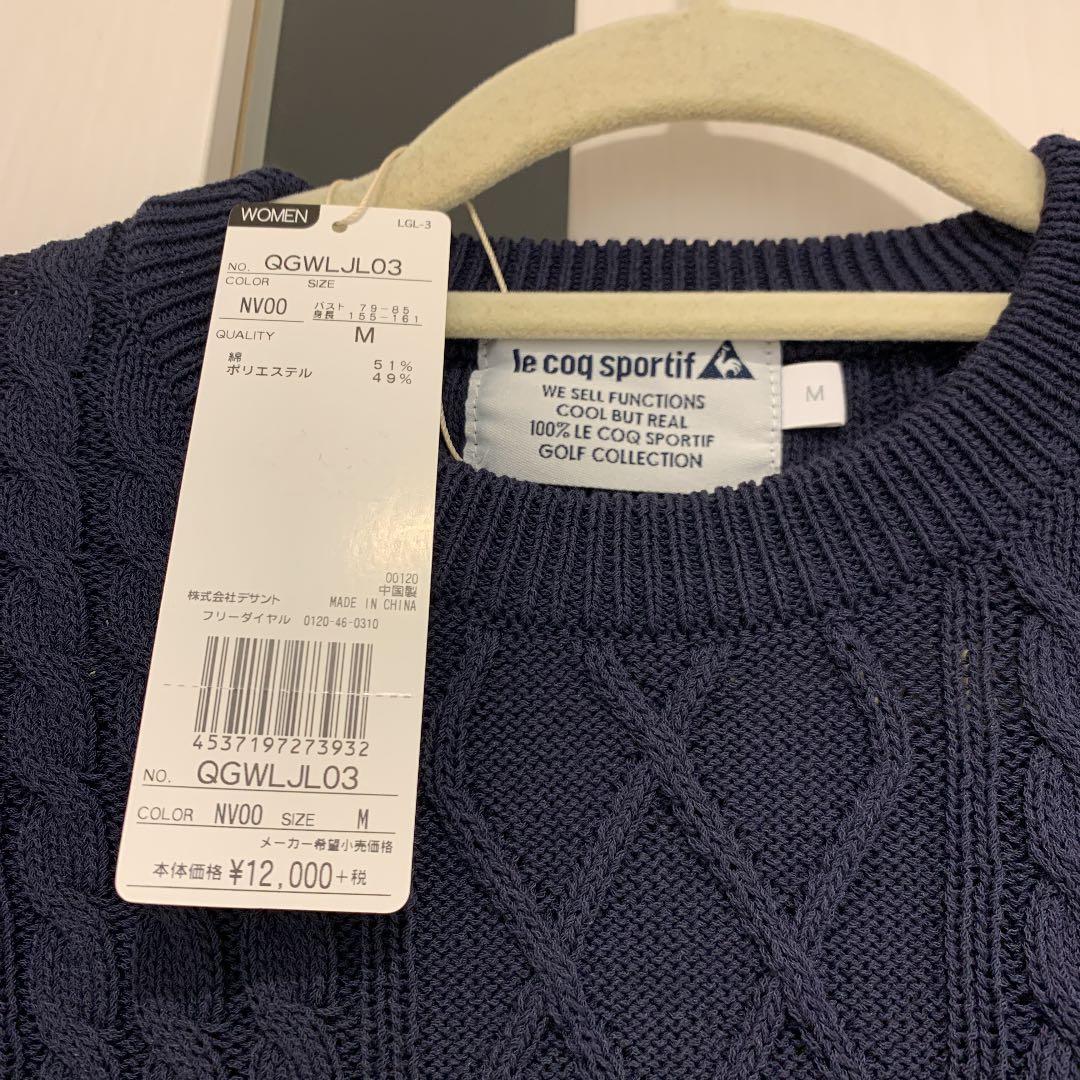 WOMEN
LGL-3
NO. QGWLJL03
COLOR SIZE
NV00 バスト 79-85
身長 155-161
QUALITY M
綿 51%
ポリエステル 49%
00120
中国製
株式会社デサント MADE IN CHINA
フリーダイヤル 0120-46-0310
4537197273932
NO. QGWLJL03
COLOR NV00 SIZE M
メーカー希望小売価格
本体価格 ¥12,000+税
le coq sportif
WE SELL FUNCTIONS
COOL BUT REAL
100% LE COQ SPORTIF
GOLF COLLECTION
M